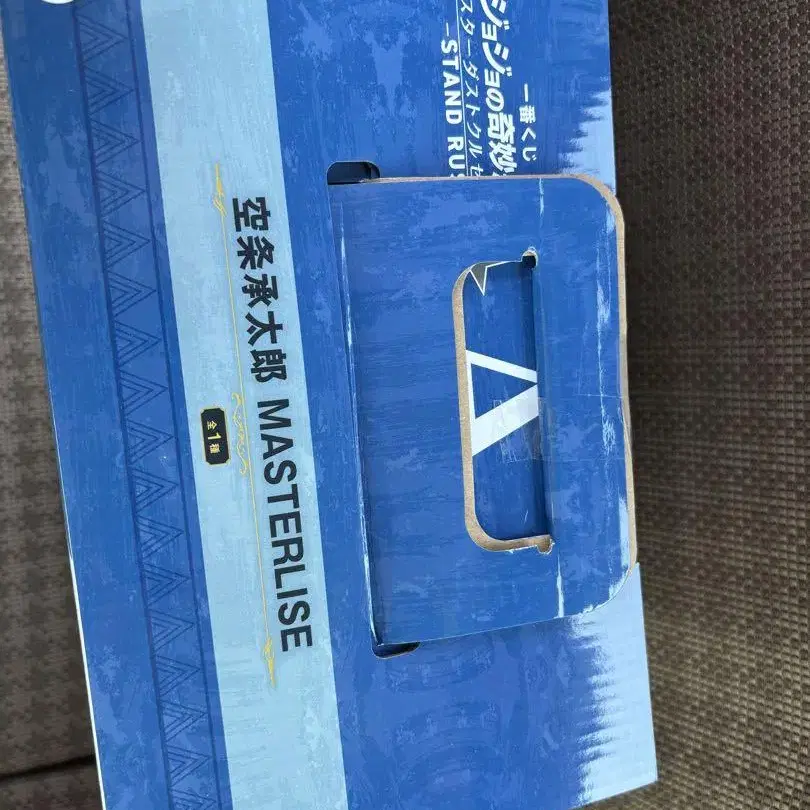 一番くじ
ジョジョの奇妙
スターダストクルセ
-STAND RUS
A
空条承太郎 MASTERLISE
全1種